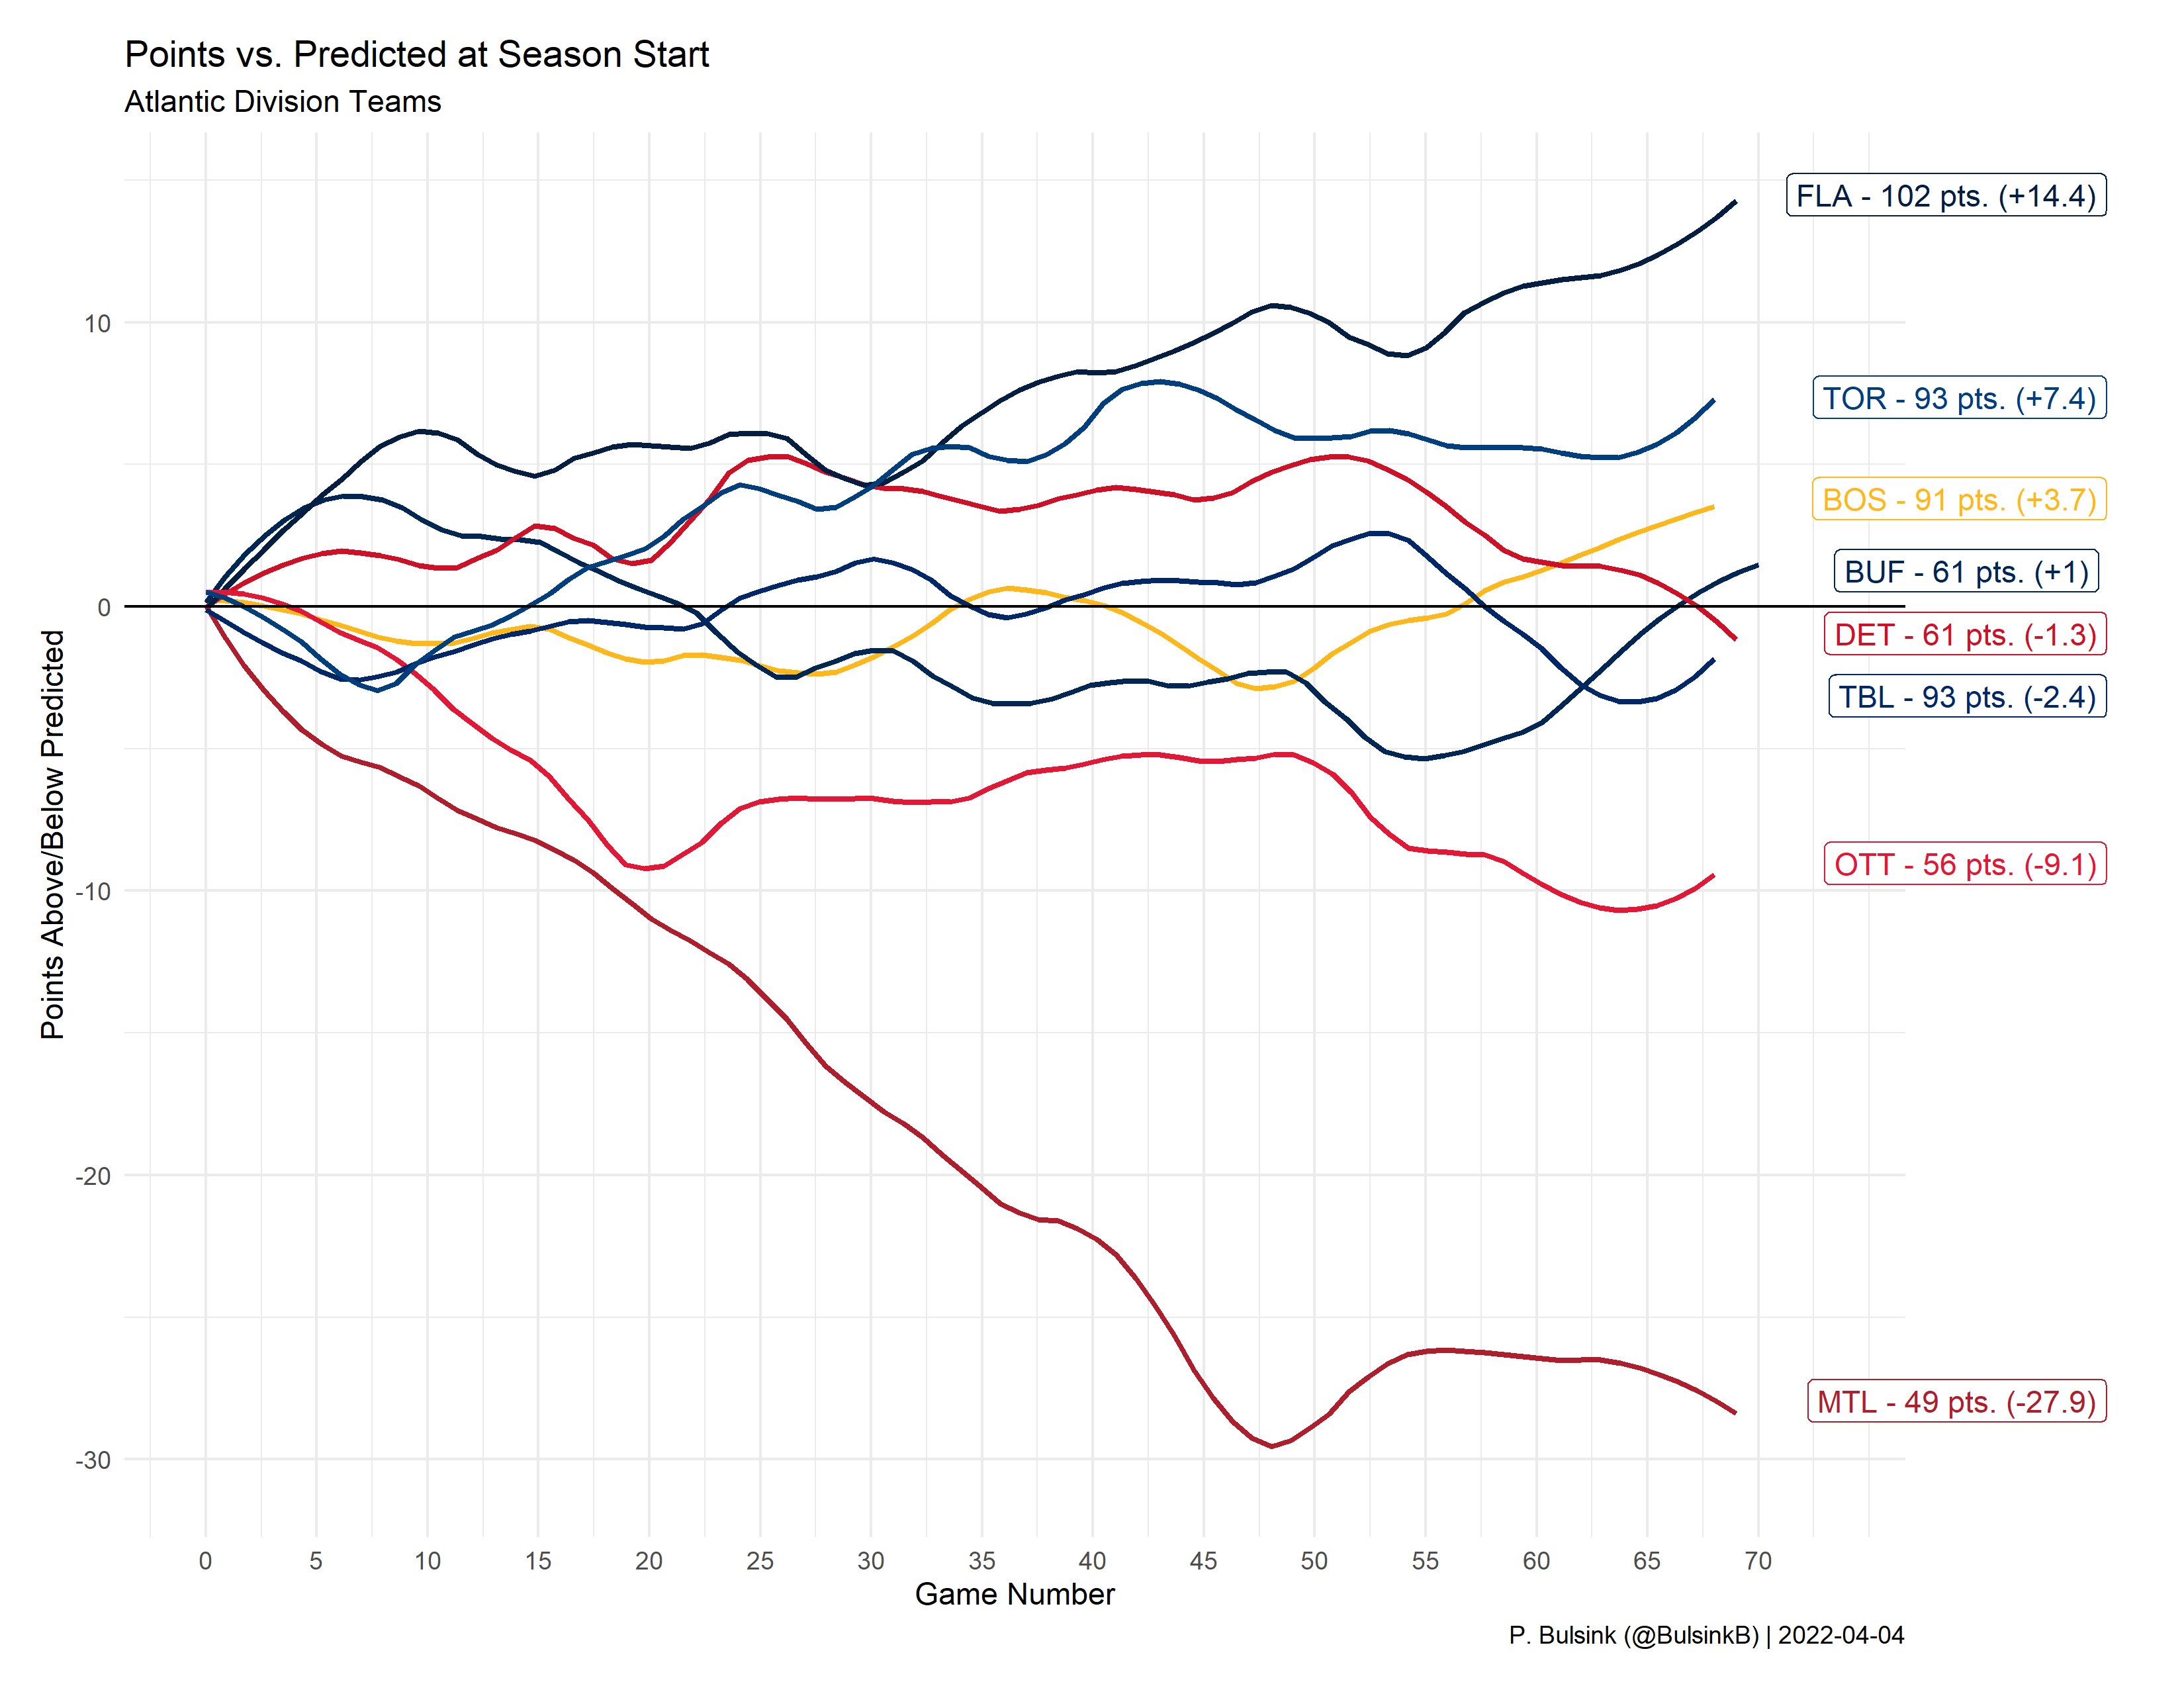 Points vs. Predicted at Season Start
Atlantic Division Teams
Points Above/Below Predicted
10
0
-10
-20
-30
FLA - 102 pts. (+14.4)
TOR - 93 pts. (+7.4)
BOS - 91 pts. (+3.7)
BUF - 61 pts. (+1)
DET - 61 pts. (-1.3)
TBL - 93 pts. (-2.4)
OTT - 56 pts. (-9.1)
MTL - 49 pts. (-27.9)
0 5 10 15 20 25 30 35 40 45 50 55 60 65 70
Game Number
P. Bulsink (@BulsinkB) | 2022-04-04